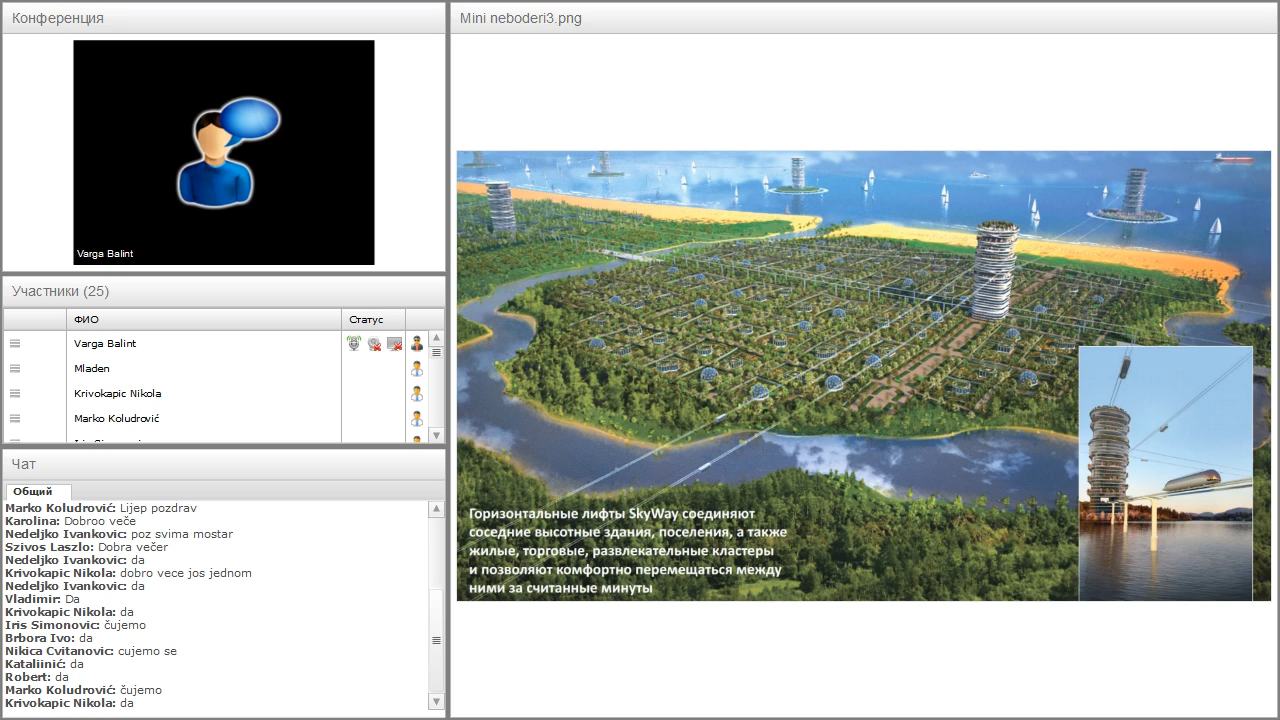 Конференция
Varga Balint
Участники (25)
ФИО
Статус
Varga Balint
Mladen
Krivokapic Nikola
Marko Koludrović
Чат
Общий
Marko Koludrović: Lijep pozdrav
Karolina: Dobroo veče
Nedeljko Ivankovic: poz svima mostar
Szivos Laszlo: Dobra večer
Nedeljko Ivankovic: da
Krivokapic Nikola: dobro vece jos jednom
Nedeljko Ivankovic: da
Vladimir: Da
Krivokapic Nikola: da
Iris Simonovic: čujemo
Brbora Ivo: da
Nikica Cvitanovic: cujemo se
Kataliinić: da
Robert: da
Marko Koludrović: čujemo
Krivokapic Nikola: da
Mini neboderi3.png
Горизонтальные лифты SkyWay соединяют
соседние высотные здания, поселения, а также
жилые, торговые, развлекательные кластеры
и позволяют комфортно перемещаться между
ними за считанные минуты